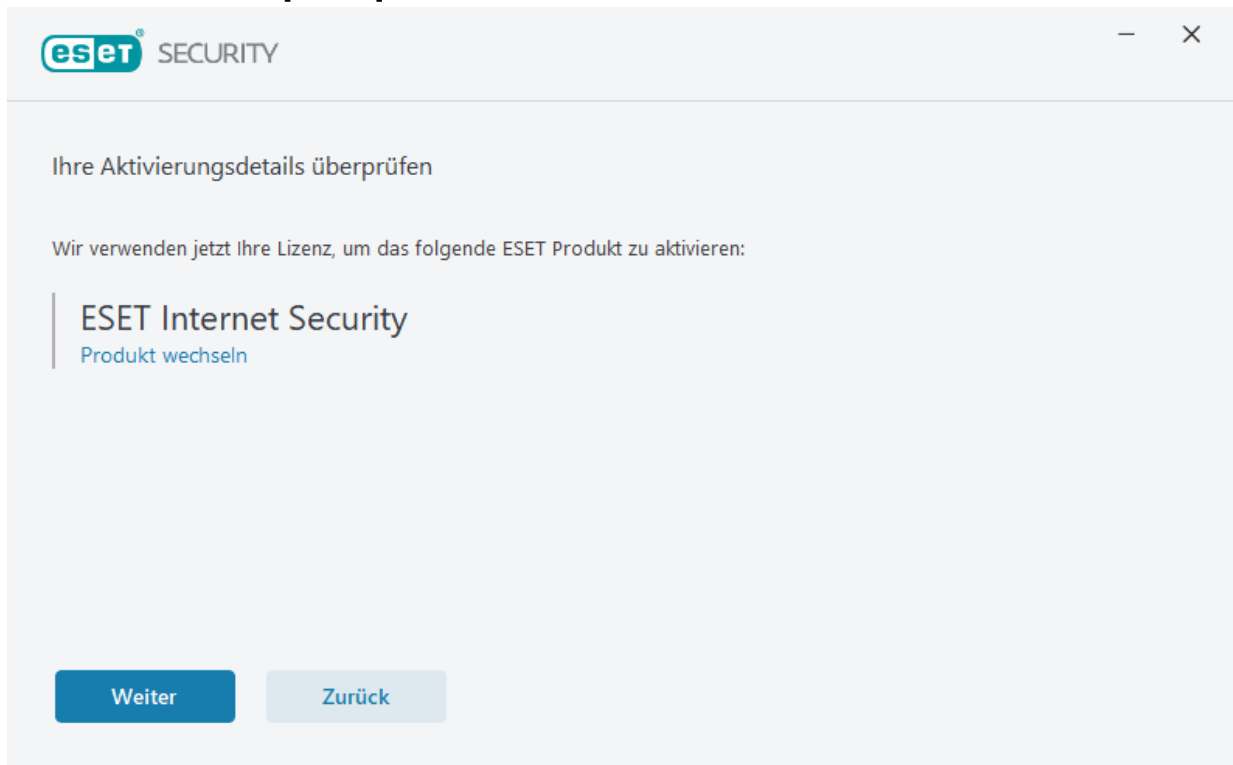 eset® SECURITY
Ihre Aktivierungsdetails überprüfen
Wir verwenden jetzt Ihre Lizenz, um das folgende ESET Produkt zu aktivieren:
ESET Internet Security
Produkt wechseln
Weiter Zurück